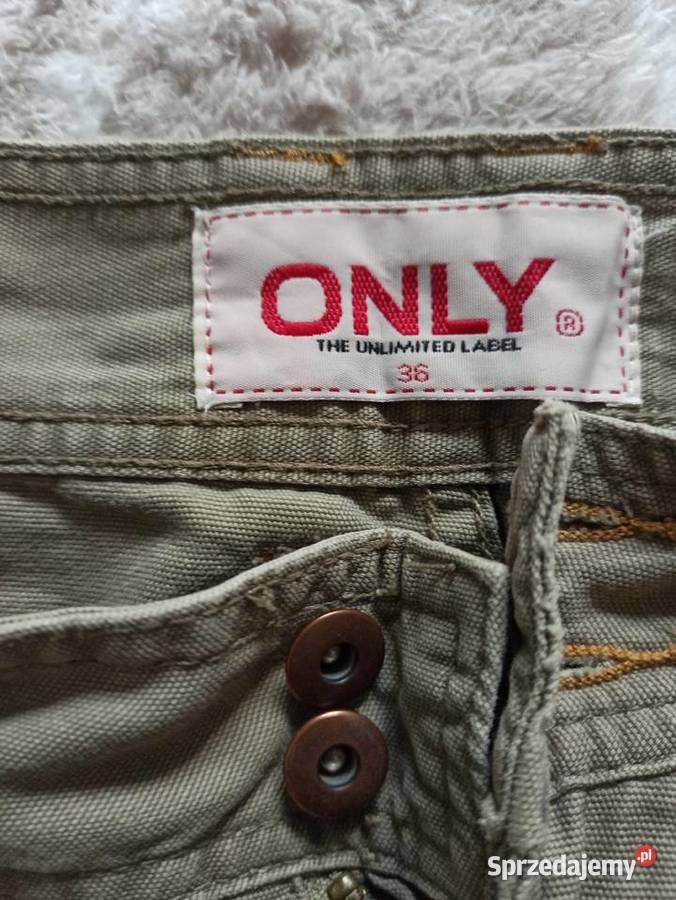 ONLY ®
THE UNLIMITED LABEL
36
Sprzedajemy.pl